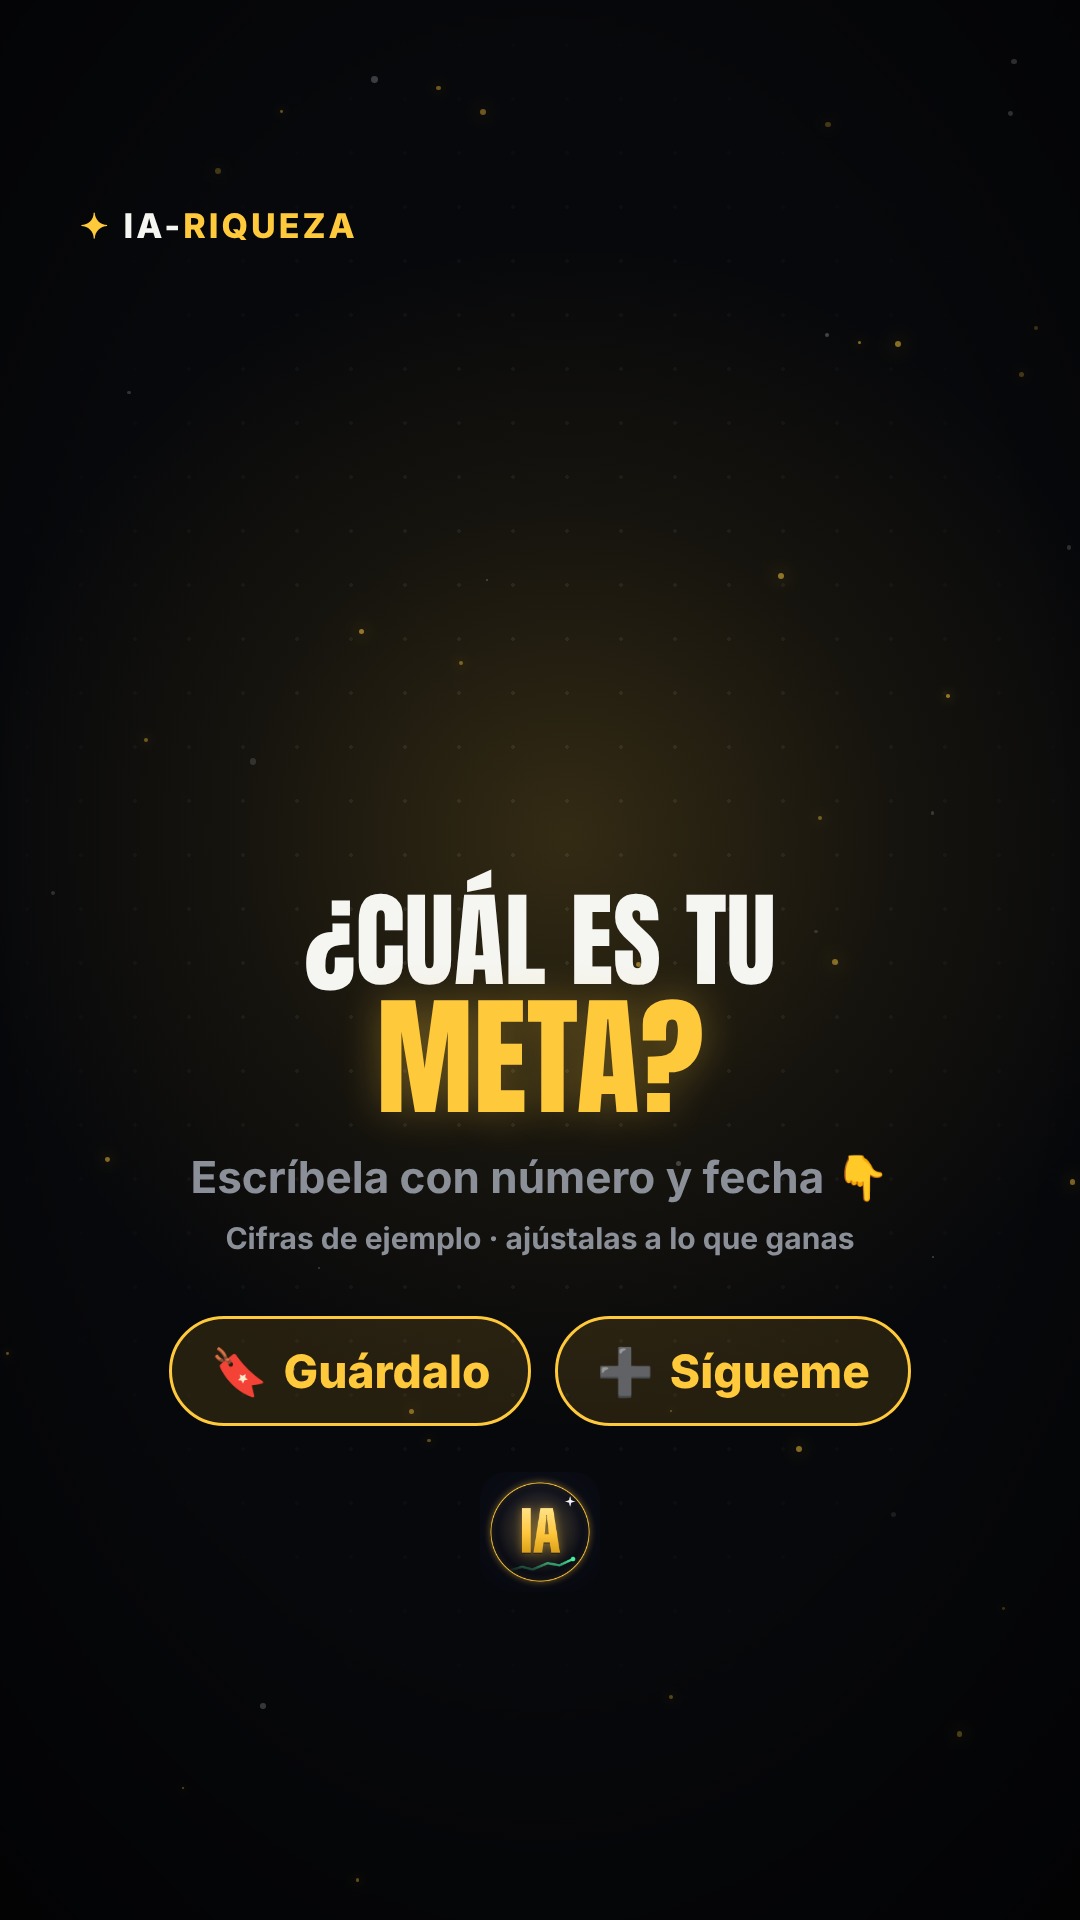 ✦ IA-RIQUEZA
¿CUÁL ES TU
META?
Escríbela con número y fecha 👇
Cifras de ejemplo · ajústalas a lo que ganas
🔖 Guárdalo
➕ Sígueme
IA